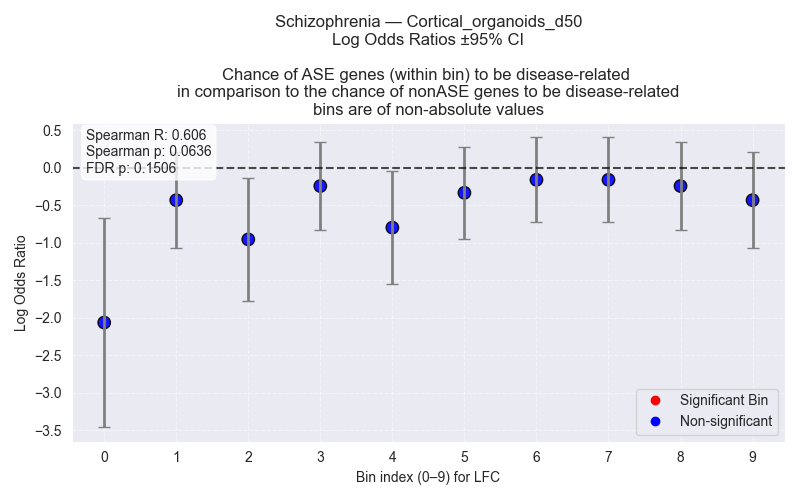 Schizophrenia — Cortical_organoids_d50
Log Odds Ratios ±95% CI
Chance of ASE genes (within bin) to be disease-related
in comparison to the chance of nonASE genes to be disease-related
bins are of non-absolute values
Spearman R: 0.606
Spearman p: 0.0636
FDR p: 0.1506
Log Odds Ratio
0.5
0.0
−0.5
−1.0
−1.5
−2.0
−2.5
−3.0
−3.5
Significant Bin
Non-significant
0 1 2 3 4 5 6 7 8 9
Bin index (0–9) for LFC